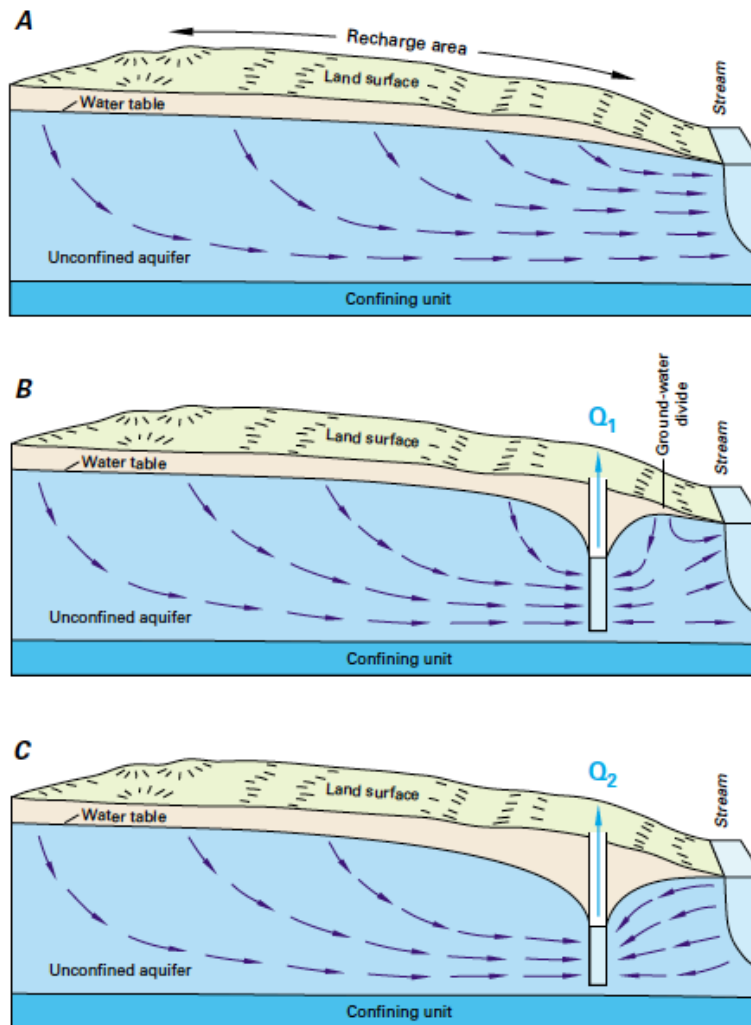 A
Recharge area
Land surface
Stream
Water table
Unconfined aquifer
Confining unit
B
Q1
Ground-water
divide
Stream
Land surface
Water table
Unconfined aquifer
Confining unit
C
Q2
Stream
Land surface
Water table
Unconfined aquifer
Confining unit